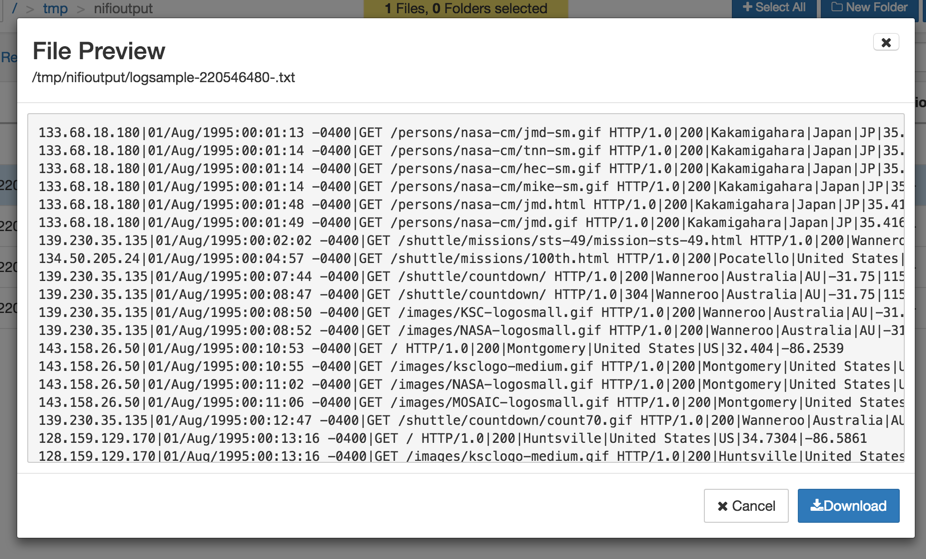 / > tmp > nifioutput
1 Files, 0 Folders selected
Select All
New Folder
File Preview
/tmp/nifioutput/logsample-220546480-.txt
133.68.18.180|01/Aug/1995:00:01:13 -0400|GET /persons/nasa-cm/jmd-sm.gif HTTP/1.0|200|Kakamigahara|Japan|JP|35.
133.68.18.180|01/Aug/1995:00:01:14 -0400|GET /persons/nasa-cm/tnn-sm.gif HTTP/1.0|200|Kakamigahara|Japan|JP|35.
133.68.18.180|01/Aug/1995:00:01:14 -0400|GET /persons/nasa-cm/hec-sm.gif HTTP/1.0|200|Kakamigahara|Japan|JP|35.
133.68.18.180|01/Aug/1995:00:01:14 -0400|GET /persons/nasa-cm/mike-sm.gif HTTP/1.0|200|Kakamigahara|Japan|JP|35
133.68.18.180|01/Aug/1995:00:01:48 -0400|GET /persons/nasa-cm/jmd.html HTTP/1.0|200|Kakamigahara|Japan|JP|35.41
133.68.18.180|01/Aug/1995:00:01:49 -0400|GET /persons/nasa-cm/jmd.gif HTTP/1.0|200|Kakamigahara|Japan|JP|35.416
139.230.35.135|01/Aug/1995:00:02:02 -0400|GET /shuttle/missions/sts-49/mission-sts-49.html HTTP/1.0|200|Wannero
134.50.205.24|01/Aug/1995:00:04:57 -0400|GET /shuttle/missions/100th.html HTTP/1.0|200|Pocatello|United States|
139.230.35.135|01/Aug/1995:00:07:44 -0400|GET /shuttle/countdown/ HTTP/1.0|200|Wanneroo|Australia|AU|-31.75|115
139.230.35.135|01/Aug/1995:00:08:47 -0400|GET /shuttle/countdown/ HTTP/1.0|304|Wanneroo|Australia|AU|-31.75|115
139.230.35.135|01/Aug/1995:00:08:50 -0400|GET /images/KSC-logosmall.gif HTTP/1.0|200|Wanneroo|Australia|AU|-31.
139.230.35.135|01/Aug/1995:00:08:52 -0400|GET /images/NASA-logosmall.gif HTTP/1.0|200|Wanneroo|Australia|AU|-31
143.158.26.50|01/Aug/1995:00:10:53 -0400|GET / HTTP/1.0|200|Montgomery|United States|US|32.404|-86.2539
143.158.26.50|01/Aug/1995:00:10:55 -0400|GET /images/ksclogo-medium.gif HTTP/1.0|200|Montgomery|United States|U
143.158.26.50|01/Aug/1995:00:11:02 -0400|GET /images/NASA-logosmall.gif HTTP/1.0|200|Montgomery|United States|U
143.158.26.50|01/Aug/1995:00:11:06 -0400|GET /images/MOSAIC-logosmall.gif HTTP/1.0|200|Montgomery|United States
139.230.35.135|01/Aug/1995:00:12:47 -0400|GET /shuttle/countdown/count70.gif HTTP/1.0|200|Wanneroo|Australia|AU
128.159.129.170|01/Aug/1995:00:13:16 -0400|GET / HTTP/1.0|200|Huntsville|United States|US|34.7304|-86.5861
128.159.129.170|01/Aug/1995:00:13:16 -0400|GET /images/ksclogo-medium.gif HTTP/1.0|200|Huntsville|United States
Cancel
Download